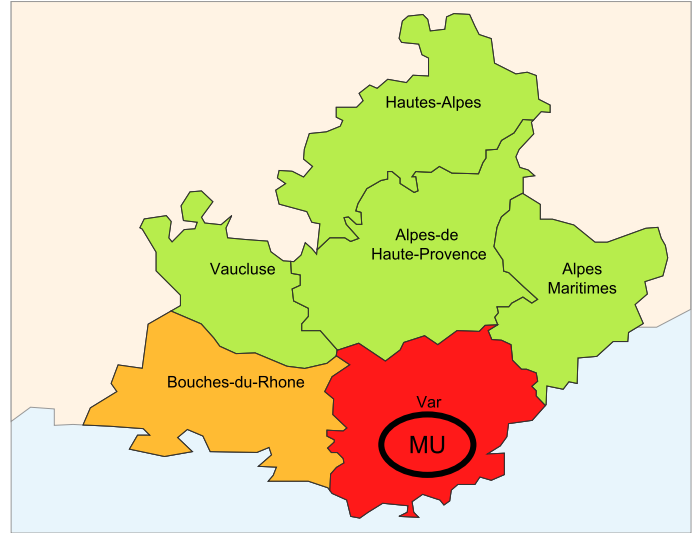 Hautes-Alpes
Alpes-de
Haute-Provence
Vaucluse
Alpes
Maritimes
Bouches-du-Rhone
Var
MU